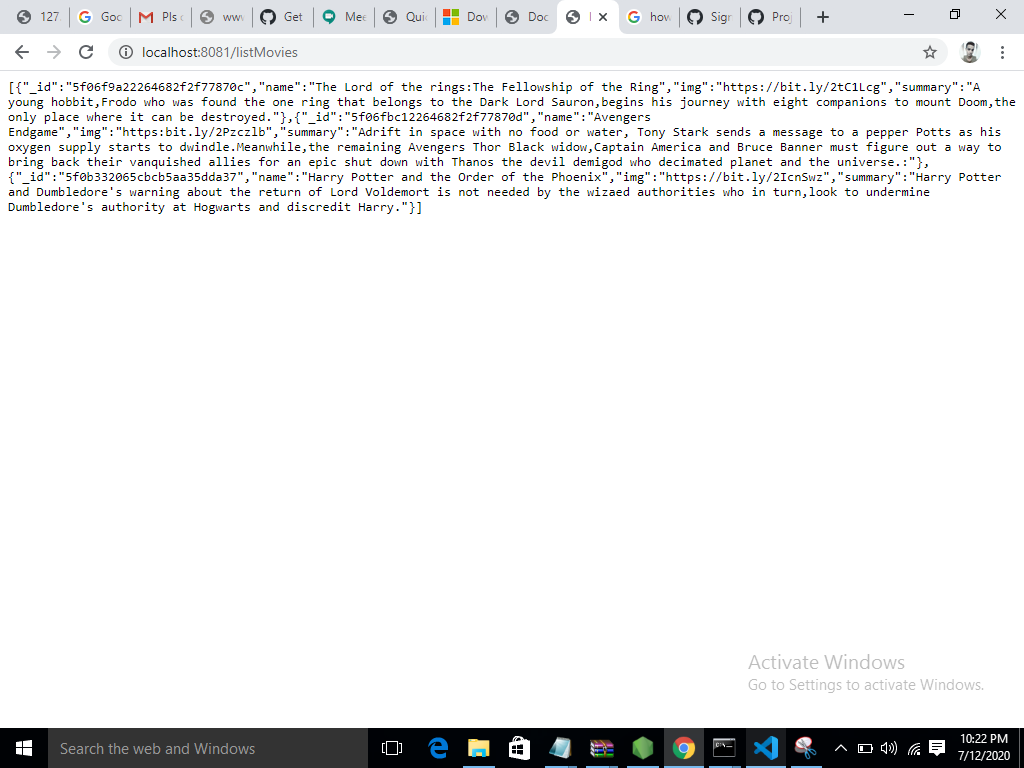 127
Goo
Pls
www
Get
Mee
Qui
Dov
Doc
how
Sigr
Proj
localhost:8081/listMovies
[{"_id":"5f06f9a22264682f2f77870c","name":"The Lord of the rings:The Fellowship of the Ring","img":"https://bit.ly/2tC1Lcg","summary":"A
young hobbit,Frodo who was found the one ring that belongs to the Dark Lord Sauron,begins his journey with eight companions to mount Doom,the
only place where it can be destroyed."},{"_id":"5f06fbc12264682f2f77870d","name":"Avengers
Endgame","img":"https:bit.ly/2Pzczlb","summary":"Adrift in space with no food or water, Tony Stark sends a message to a pepper Potts as his
oxygen supply starts to dwindle.Meanwhile,the remaining Avengers Thor Black widow,Captain America and Bruce Banner must figure out a way to
bring back their vanquished allies for an epic shut down with Thanos the devil demigod who decimated planet and the universe.:"},
{"_id":"5f0b332065cbcb5aa35dda37","name":"Harry Potter and the Order of the Phoenix","img":"https://bit.ly/2IcnSwz","summary":"Harry Potter
and Dumbledore's warning about the return of Lord Voldemort is not needed by the wizaed authorities who in turn,look to undermine
Dumbledore's authority at Hogwarts and discredit Harry."}]
Activate Windows
Go to Settings to activate Windows.
Search the web and Windows
10:22 PM
7/12/2020